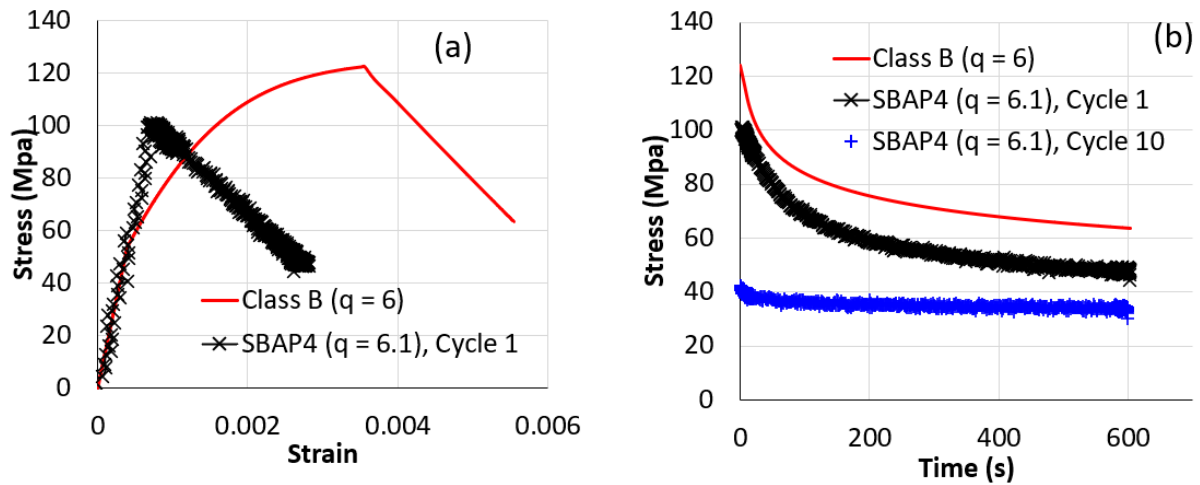 (a)
Stress (Mpa)
140
120
100
80
60
40
20
0
Class B (q = 6)
SBAP4 (q = 6.1), Cycle 1
0
0.002
0.004
0.006
Strain
(b)
Stress (Mpa)
140
120
100
80
60
40
20
0
Class B (q = 6)
SBAP4 (q = 6.1), Cycle 1
SBAP4 (q = 6.1), Cycle 10
0
200
400
600
Time (s)